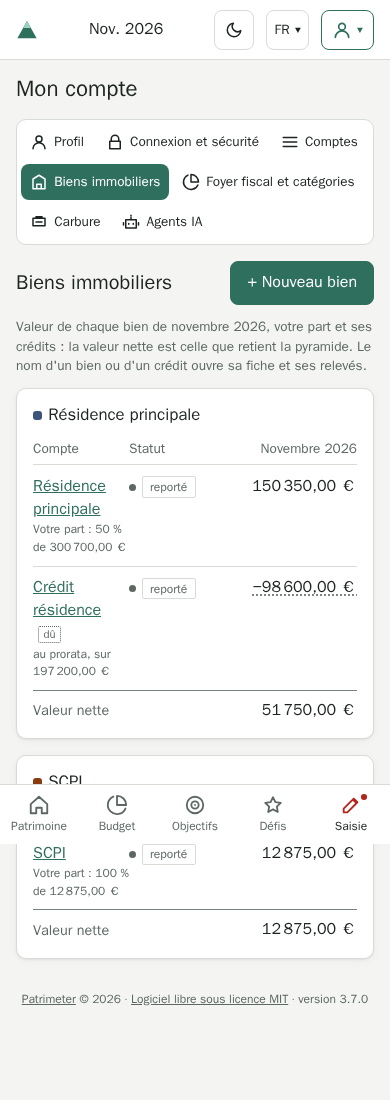 Nov. 2026
FR ▾
▾
Mon compte
Profil
Connexion et sécurité
Comptes
Biens immobiliers
Foyer fiscal et catégories
Carbure
Agents IA
Biens immobiliers
+ Nouveau bien
Valeur de chaque bien de novembre 2026, votre part et ses
crédits : la valeur nette est celle que retient la pyramide. Le
nom d'un bien ou d'un crédit ouvre sa fiche et ses relevés.
Résidence principale
Compte Statut Novembre 2026
Résidence principale
reporté
150 350,00 €
Votre part : 50 %
de 300 700,00 €
Crédit résidence
reporté
−98 600,00 €
dû
au prorata, sur
197 200,00 €
Valeur nette 51 750,00 €
SCPI
Patrimoine
Budget
Objectifs
Défis
Saisie
SCPI
reporté
12 875,00 €
Votre part : 100 %
de 12 875,00 €
Valeur nette 12 875,00 €
Patrimeter © 2026 · Logiciel libre sous licence MIT · version 3.7.0